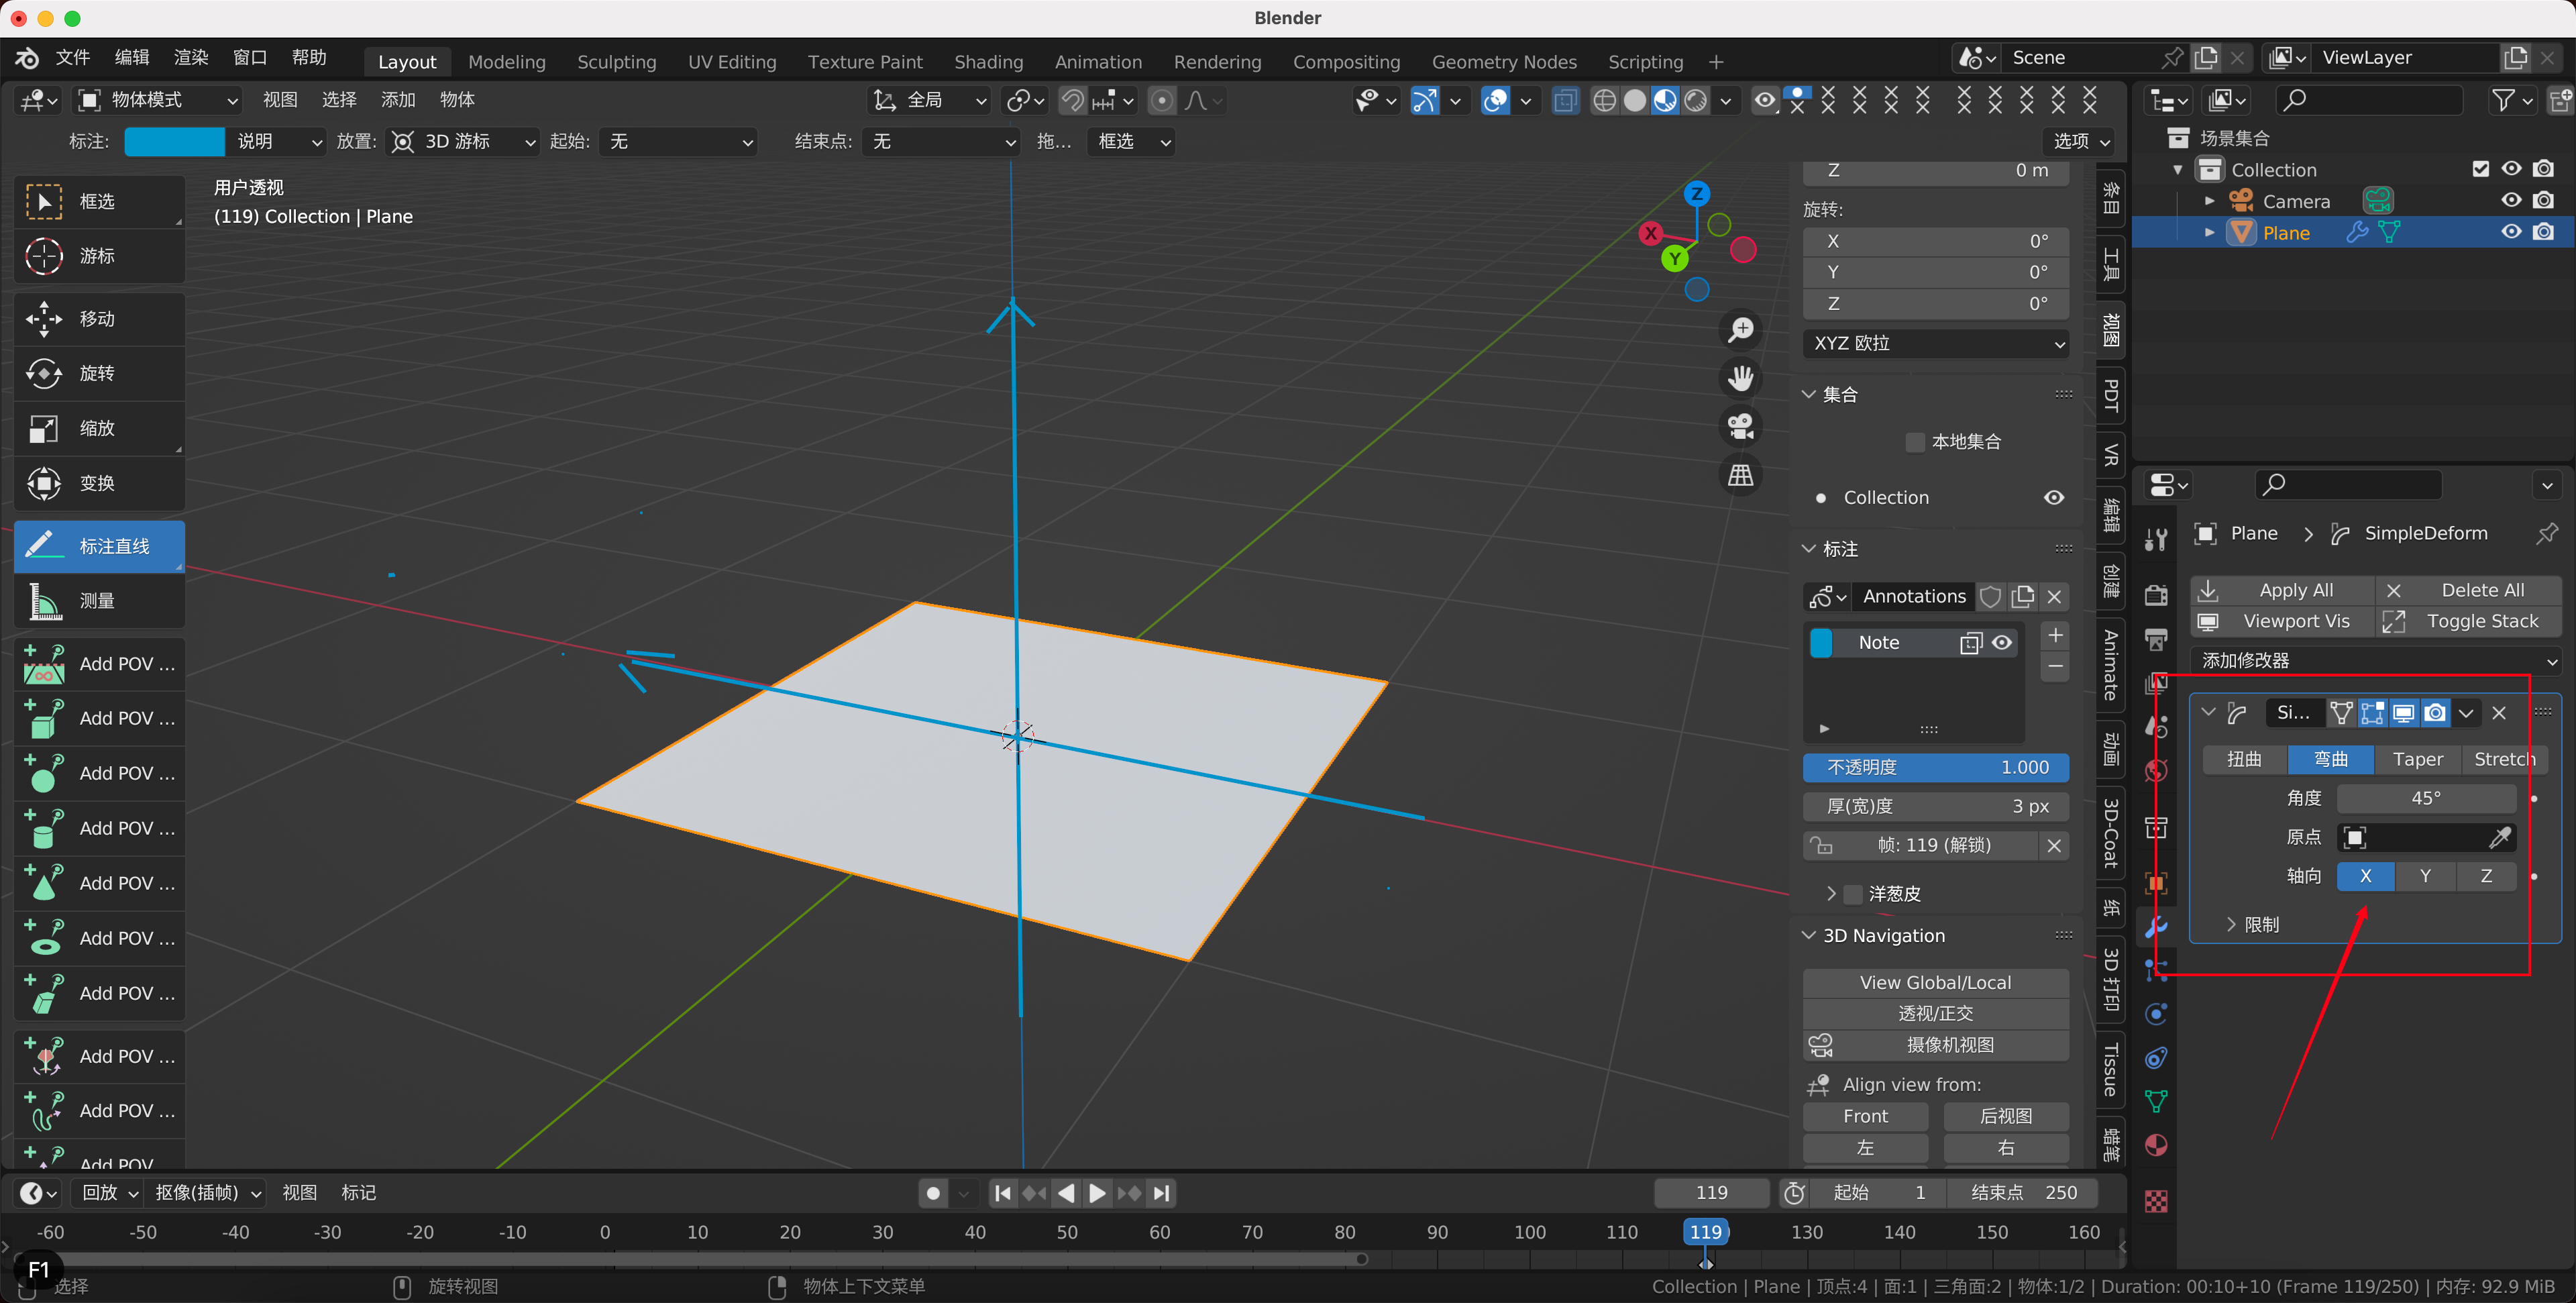 Blender
文件 编辑 渲染 窗口 帮助 Layout Modeling Sculpting UV Editing Texture Paint Shading Animation Rendering Compositing Geometry Nodes Scripting + Scene ViewLayer
物体模式 视图 选择 添加 物体 全局
标注: 说明 放置: 3D 游标 起始: 无 结束点: 无 拖... 框选 选项
用户透视
(119) Collection | Plane
框选
游标
移动
旋转
缩放
变换
标注直线
测量
Add POV ...
Add POV ...
Add POV ...
Add POV ...
Add POV ...
Add POV ...
Add POV ...
Add POV ...
Add POV ...
Add POV
Z
X
Y
Z 0 m
旋转:
X 0°
Y 0°
Z 0°
XYZ 欧拉
集合
本地集合
Collection
标注
Annotations
Note
不透明度 1.000
厚(宽)度 3 px
帧: 119 (解锁)
洋葱皮
3D Navigation
View Global/Local
透视/正交
摄像机视图
Align view from:
Front 后视图
左 右
条目
工具
视图
PDT
VR
编辑
创建
Animate
动画
3D-Coat
纸
3D 打印
Tissue
蜡笔
场景集合
Collection
Camera
Plane
Plane SimpleDeform
Apply All Delete All
Viewport Vis Toggle Stack
添加修改器
Si...
扭曲 弯曲 Taper Stretch
角度 45°
原点
轴向 X Y Z
限制
回放 抠像(插帧) 视图 标记 119 起始 1 结束点 250
-60 -50 -40 -30 -20 -10 0 10 20 30 40 50 60 70 80 90 100 110 119 130 140 150 160
F1
选择 旋转视图 物体上下文菜单 Collection | Plane | 顶点:4 | 面:1 | 三角面:2 | 物体:1/2 | Duration: 00:10+10 (Frame 119/250) | 内存: 92.9 MiB